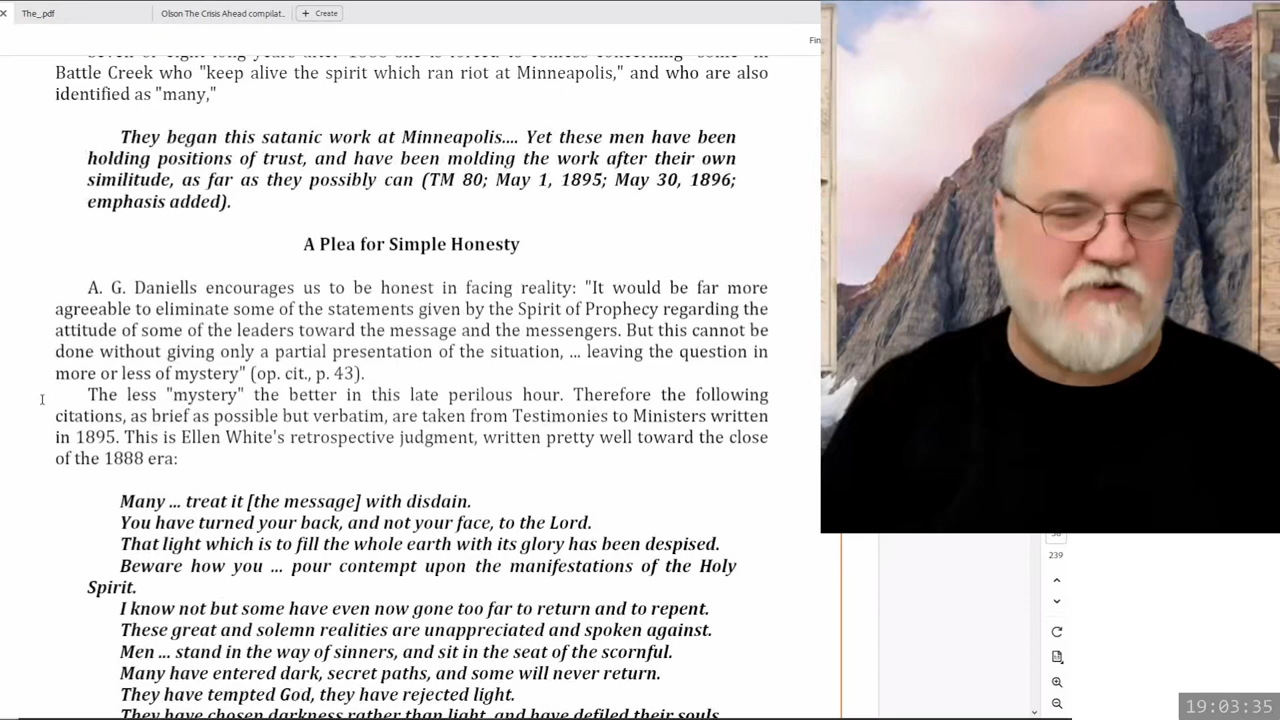 The_.pdf
Olson The Crisis Ahead compilat..
+ Create
Fin
Battle Creek who "keep alive the spirit which ran riot at Minneapolis," and who are also
identified as "many,"
They began this satanic work at Minneapolis.... Yet these men have been
holding positions of trust, and have been molding the work after their own
similitude, as far as they possibly can (TM 80; May 1, 1895; May 30, 1896;
emphasis added).
A Plea for Simple Honesty
A. G. Daniells encourages us to be honest in facing reality: "It would be far more
agreeable to eliminate some of the statements given by the Spirit of Prophecy regarding the
attitude of some of the leaders toward the message and the messengers. But this cannot be
done without giving only a partial presentation of the situation, ... leaving the question in
more or less of mystery" (op. cit., p. 43).
The less "mystery" the better in this late perilous hour. Therefore the following
citations, as brief as possible but verbatim, are taken from Testimonies to Ministers written
in 1895. This is Ellen White's retrospective judgment, written pretty well toward the close
of the 1888 era:
Many ... treat it [the message] with disdain.
You have turned your back, and not your face, to the Lord.
That light which is to fill the whole earth with its glory has been despised.
Beware how you ... pour contempt upon the manifestations of the Holy
Spirit.
I know not but some have even now gone too far to return and to repent.
These great and solemn realities are unappreciated and spoken against.
Men ... stand in the way of sinners, and sit in the seat of the scornful.
Many have entered dark, secret paths, and some will never return.
They have tempted God, they have rejected light.
They have chosen darkness rather than light, and have defiled their souls
239
19:03:35